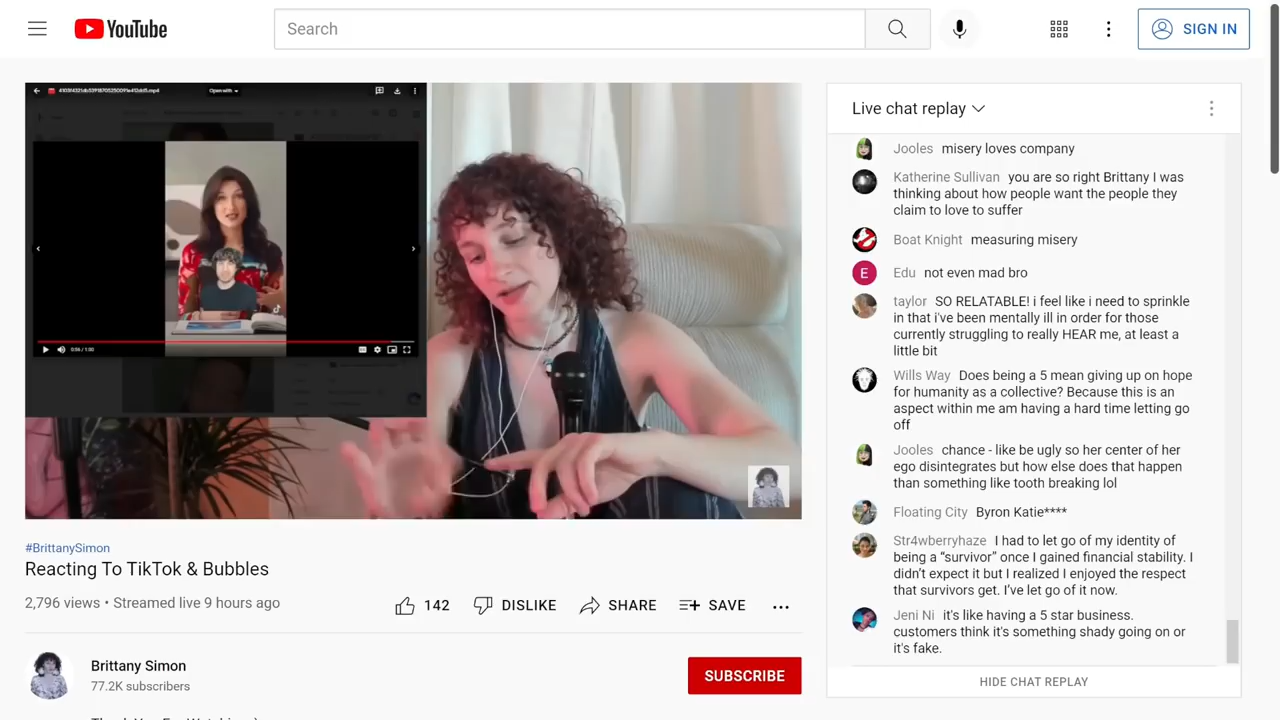 YouTube
Search
SIGN IN
Open with
0:56 / 1:00
Live chat replay
Jooles misery loves company
Katherine Sullivan you are so right Brittany I was
thinking about how people want the people they
claim to love to suffer
Boat Knight measuring misery
E Edu not even mad bro
taylor SO RELATABLE! i feel like i need to sprinkle
in that i've been mentally ill in order for those
currently struggling to really HEAR me, at least a
little bit
Wills Way Does being a 5 mean giving up on hope
for humanity as a collective? Because this is an
aspect within me am having a hard time letting go
off
Jooles chance - like be ugly so her center of her
ego disintegrates but how else does that happen
than something like tooth breaking lol
Floating City Byron Katie****
Str4wberryhaze I had to let go of my identity of
being a “survivor” once I gained financial stability. I
didn’t expect it but I realized I enjoyed the respect
that survivors get. I’ve let go of it now.
Jeni Ni it's like having a 5 star business.
customers think it's something shady going on or
it's fake.
HIDE CHAT REPLAY
#BrittanySimon
Reacting To TikTok & Bubbles
2,796 views • Streamed live 9 hours ago
142 DISLIKE SHARE SAVE
Brittany Simon
77.2K subscribers
SUBSCRIBE